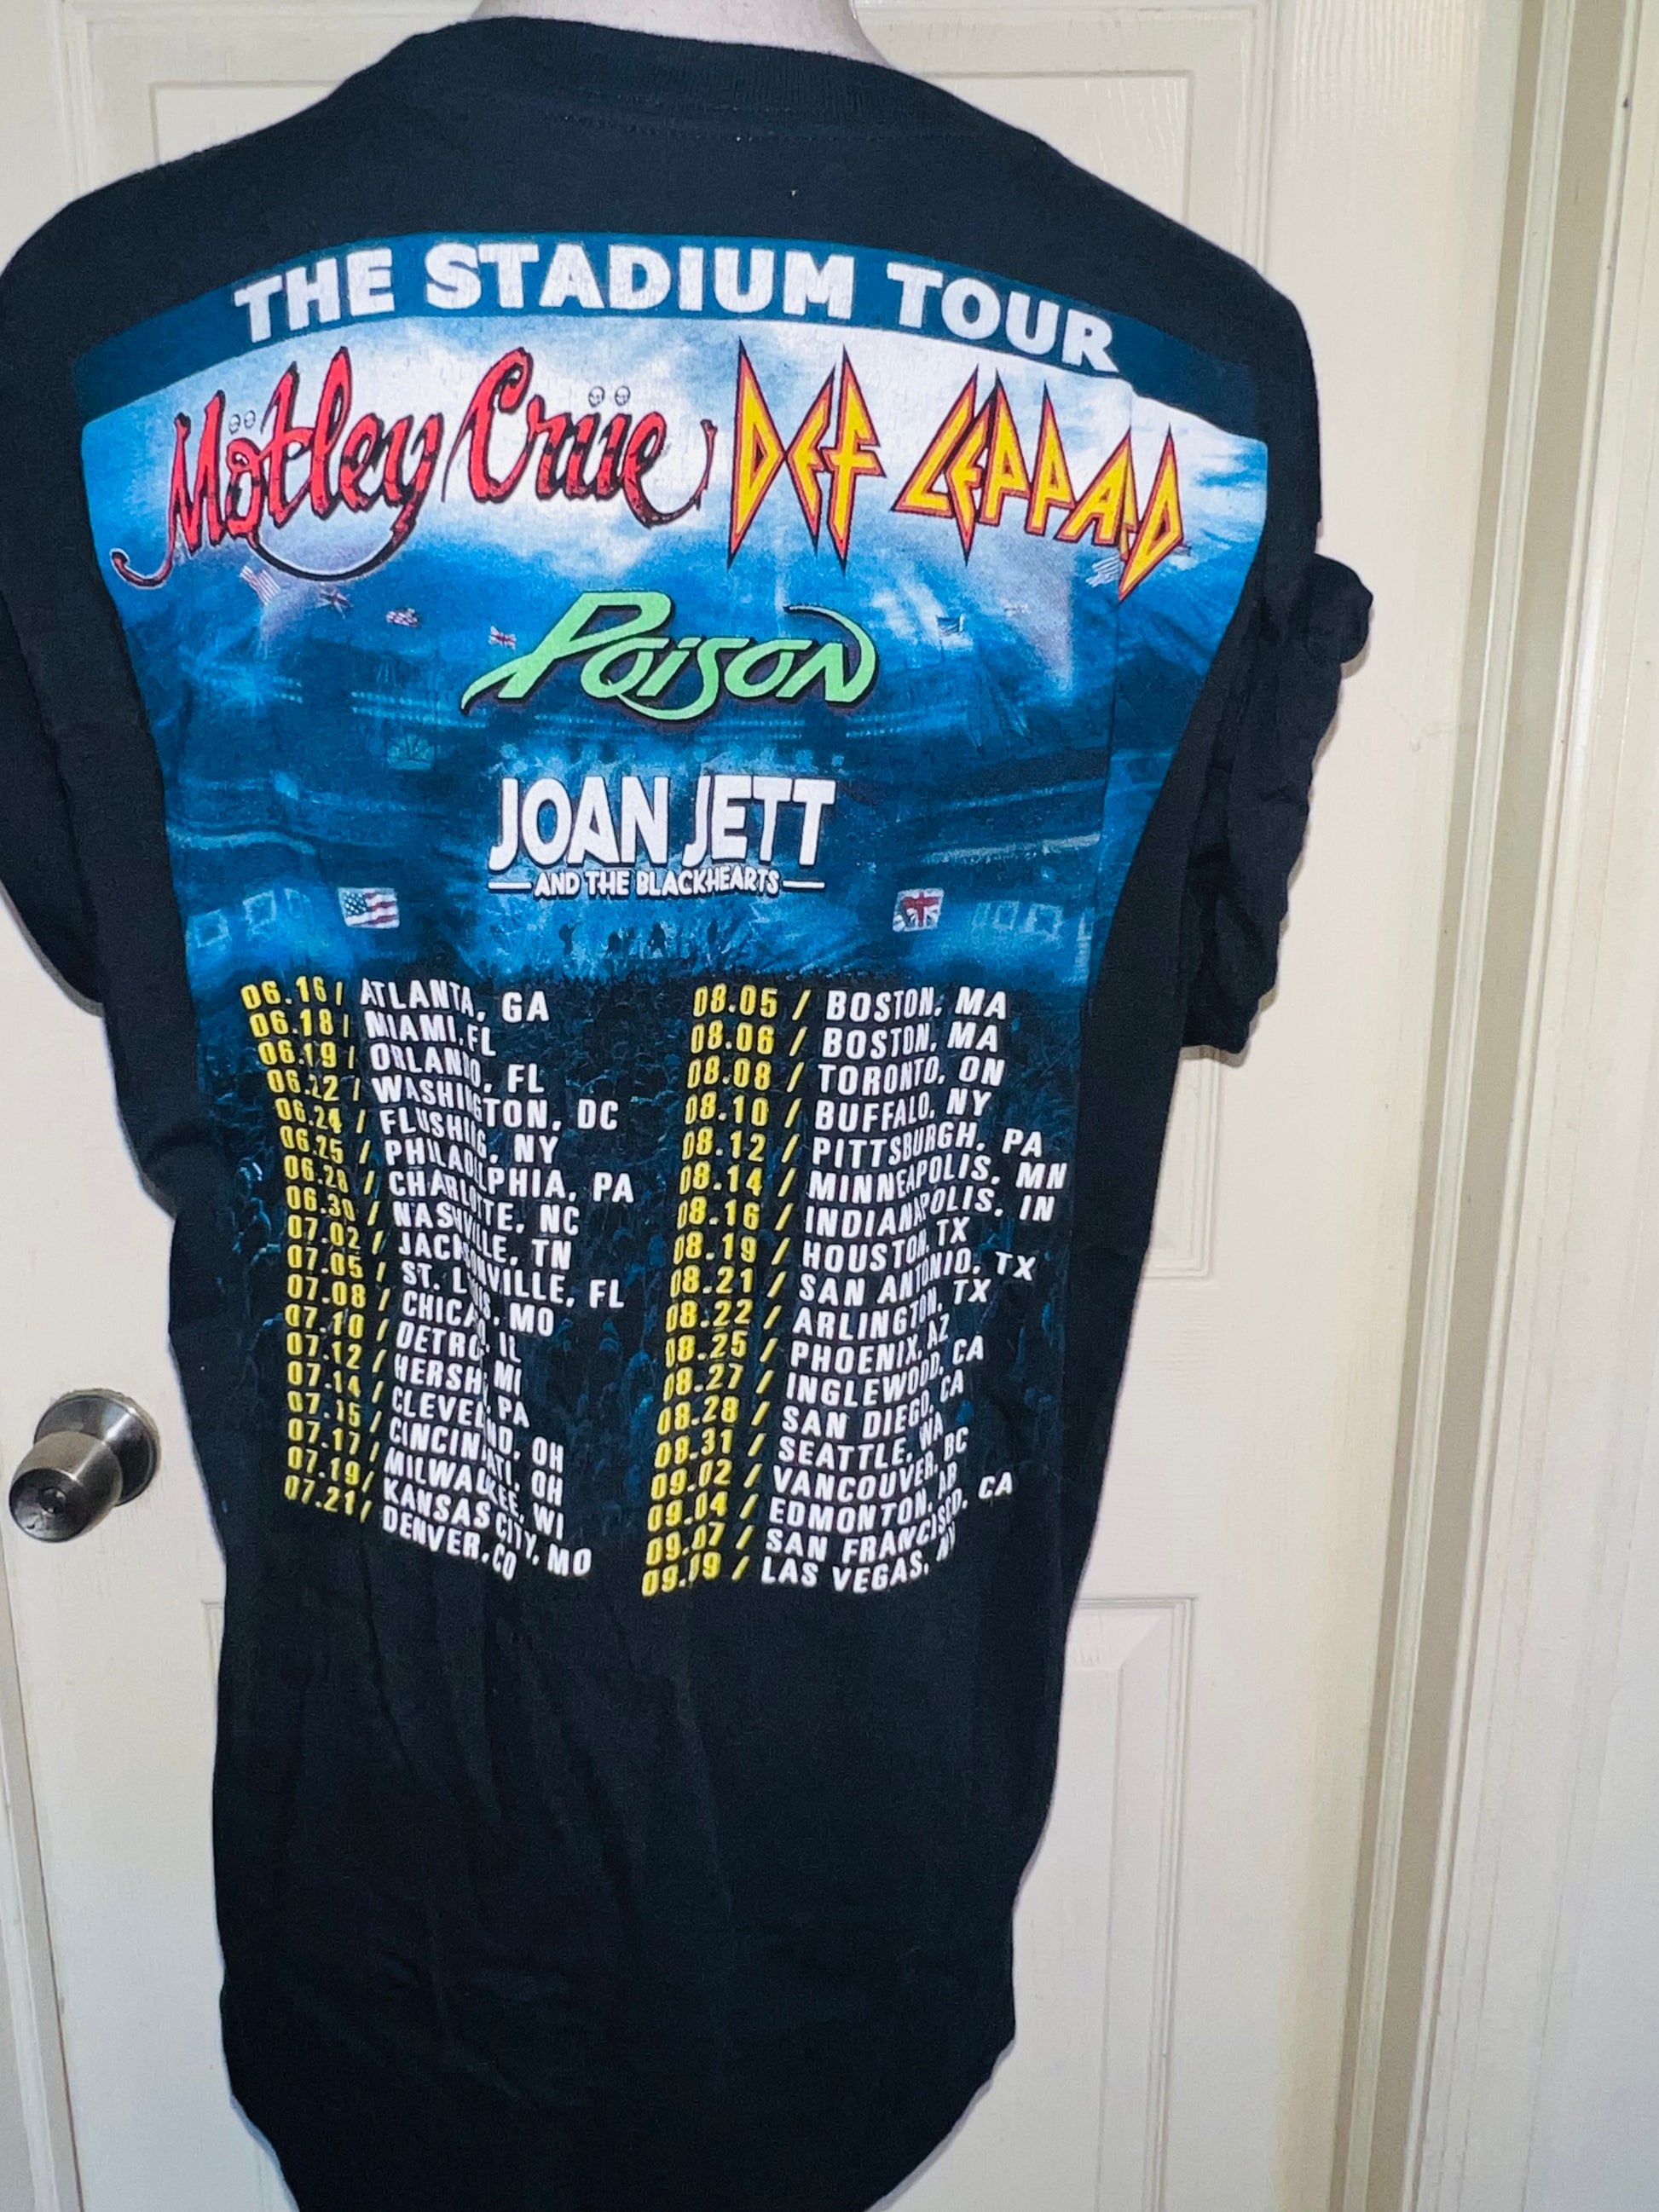 THE STADIUM TOUR
Mötley Crüe DEF LEPPARD
Poison
JOAN JETT
AND THE BLACKHEARTS
06.16 / ATLANTA, GA
06.18 / MIAMI, FL
06.19 / ORLANDO, FL
06.22 / WASHINGTON, DC
06.24 / FLUSHING, NY
06.25 / PHILADELPHIA, PA
06.28 / CHARLOTTE, NC
06.30 / NASHVILLE, TN
07.02 / JACKSONVILLE, FL
07.05 / ST. LOUIS, MO
07.08 / CHICAGO, IL
07.10 / DETROIT, MI
07.12 / HERSHEY, PA
07.14 / CLEVELAND, OH
07.15 / CINCINNATI, OH
07.17 / MILWAUKEE, WI
07.19 / KANSAS CITY, MO
07.21 / DENVER, CO
08.05 / BOSTON, MA
08.06 / BOSTON, MA
08.08 / TORONTO, ON
08.10 / BUFFALO, NY
08.12 / PITTSBURGH, PA
08.14 / MINNEAPOLIS, MN
08.16 / INDIANAPOLIS, IN
08.19 / HOUSTON, TX
08.21 / SAN ANTONIO, TX
08.22 / ARLINGTON, TX
08.25 / PHOENIX, AZ
08.27 / INGLEWOOD, CA
08.28 / SAN DIEGO, CA
08.31 / SEATTLE, WA
09.02 / VANCOUVER, BC
09.04 / EDMONTON, AB
09.07 / SAN FRANCISCO, CA
09.09 / LAS VEGAS, NV